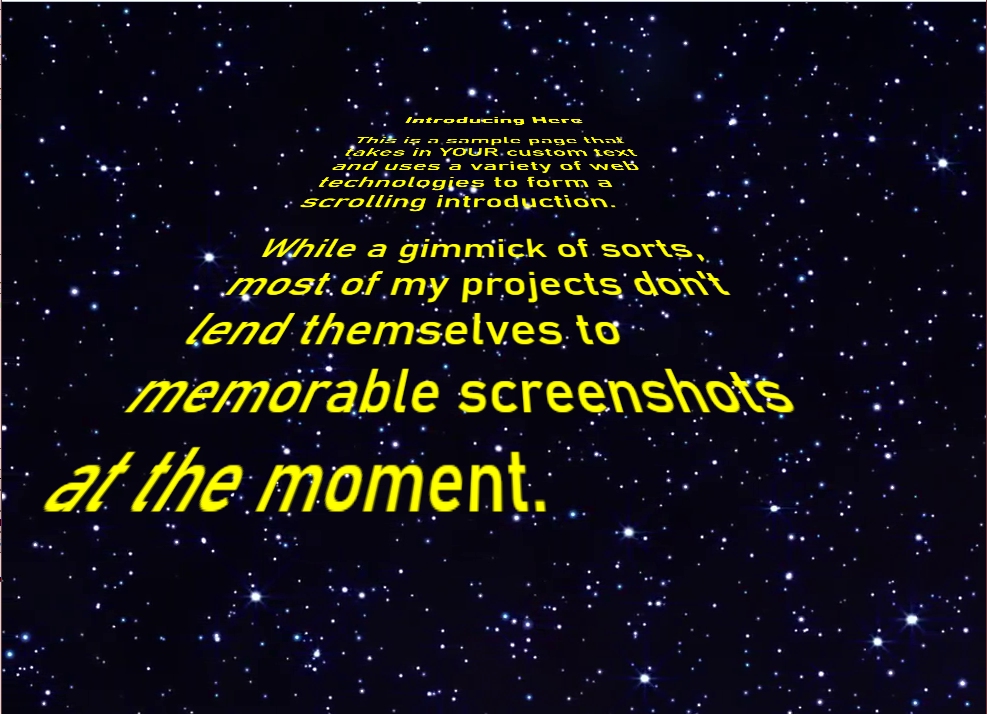 Introducing Here
This is a sample page that
takes in YOUR custom text
and uses a variety of web
technologies to form a
scrolling introduction.
While a gimmick of sorts,
most of my projects don't
lend themselves to
memorable screenshots
at the moment.